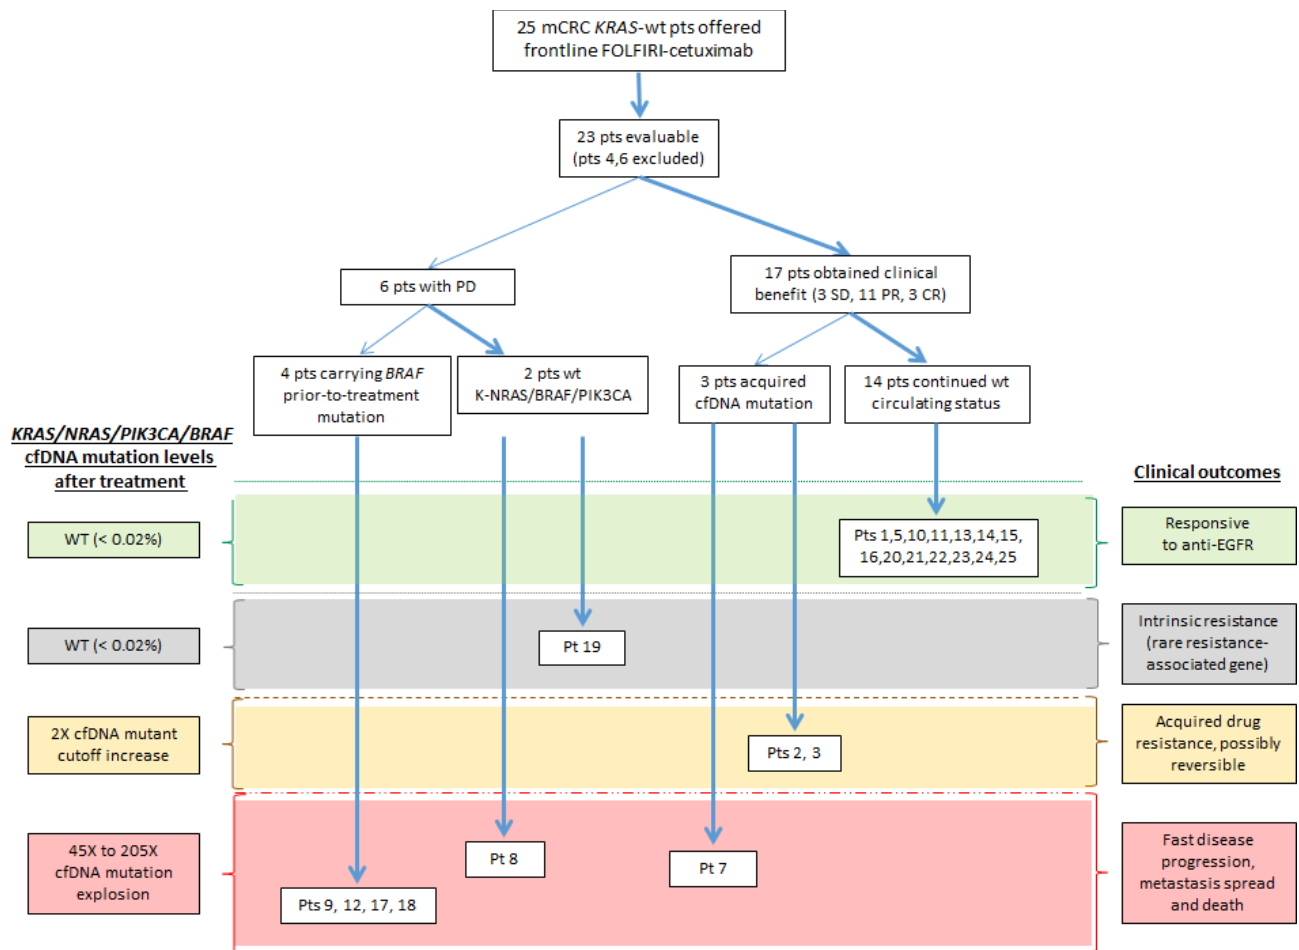 25 mCRC KRAS-wt pts offered
frontline FOLFIRI-cetuximab
23 pts evaluable
(pts 4,6 excluded)
6 pts with PD
17 pts obtained clinical
benefit (3 SD, 11 PR, 3 CR)
4 pts carrying BRAF
prior-to-treatment
mutation
2 pts wt
K-NRAS/BRAF/PIK3CA
3 pts acquired
cfDNA mutation
14 pts continued wt
circulating status
KRAS/NRAS/PIK3CA/BRAF
cfDNA mutation levels
after treatment
Clinical outcomes
WT (< 0.02%)
Pts 1,5,10,11,13,14,15,
16,20,21,22,23,24,25
Responsive
to anti-EGFR
WT (< 0.02%)
Pt 19
Intrinsic resistance
(rare resistance-
associated gene)
2X cfDNA mutant
cutoff increase
Pts 2, 3
Acquired drug
resistance, possibly
reversible
45X to 205X
cfDNA mutation
explosion
Pt 8
Pt 7
Pts 9, 12, 17, 18
Fast disease
progression,
metastasis spread
and death